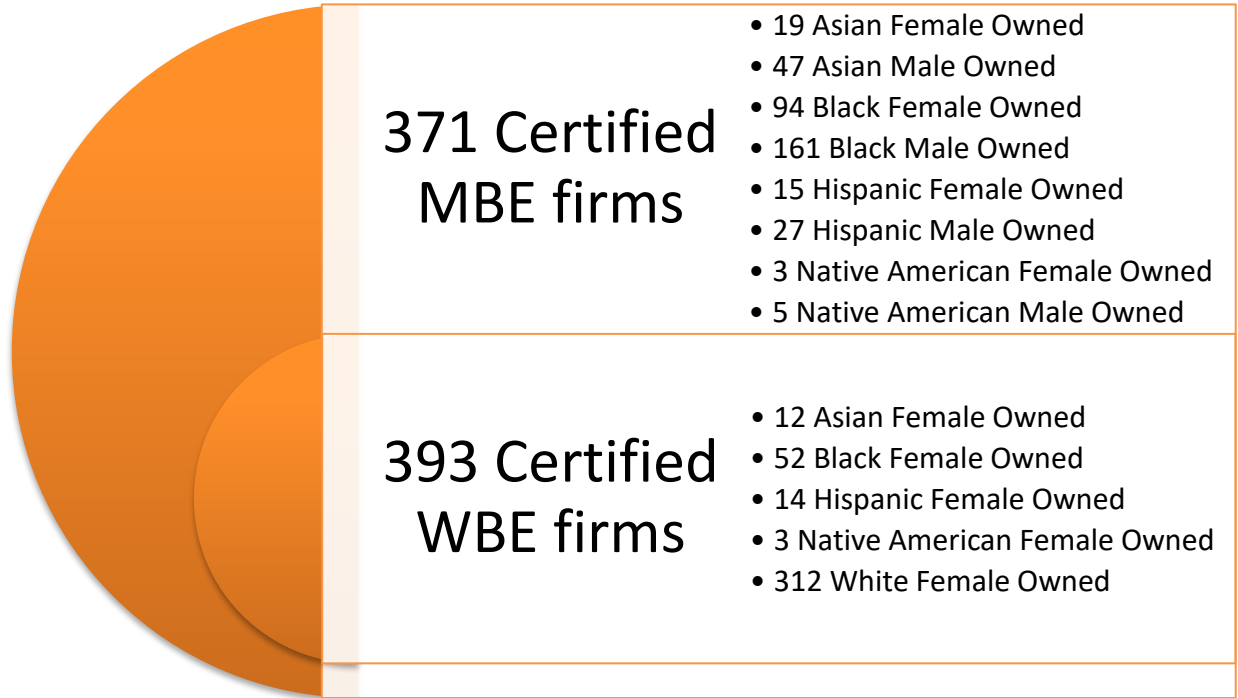 371 Certified
MBE firms
• 19 Asian Female Owned
• 47 Asian Male Owned
• 94 Black Female Owned
• 161 Black Male Owned
• 15 Hispanic Female Owned
• 27 Hispanic Male Owned
• 3 Native American Female Owned
• 5 Native American Male Owned
393 Certified
WBE firms
• 12 Asian Female Owned
• 52 Black Female Owned
• 14 Hispanic Female Owned
• 3 Native American Female Owned
• 312 White Female Owned